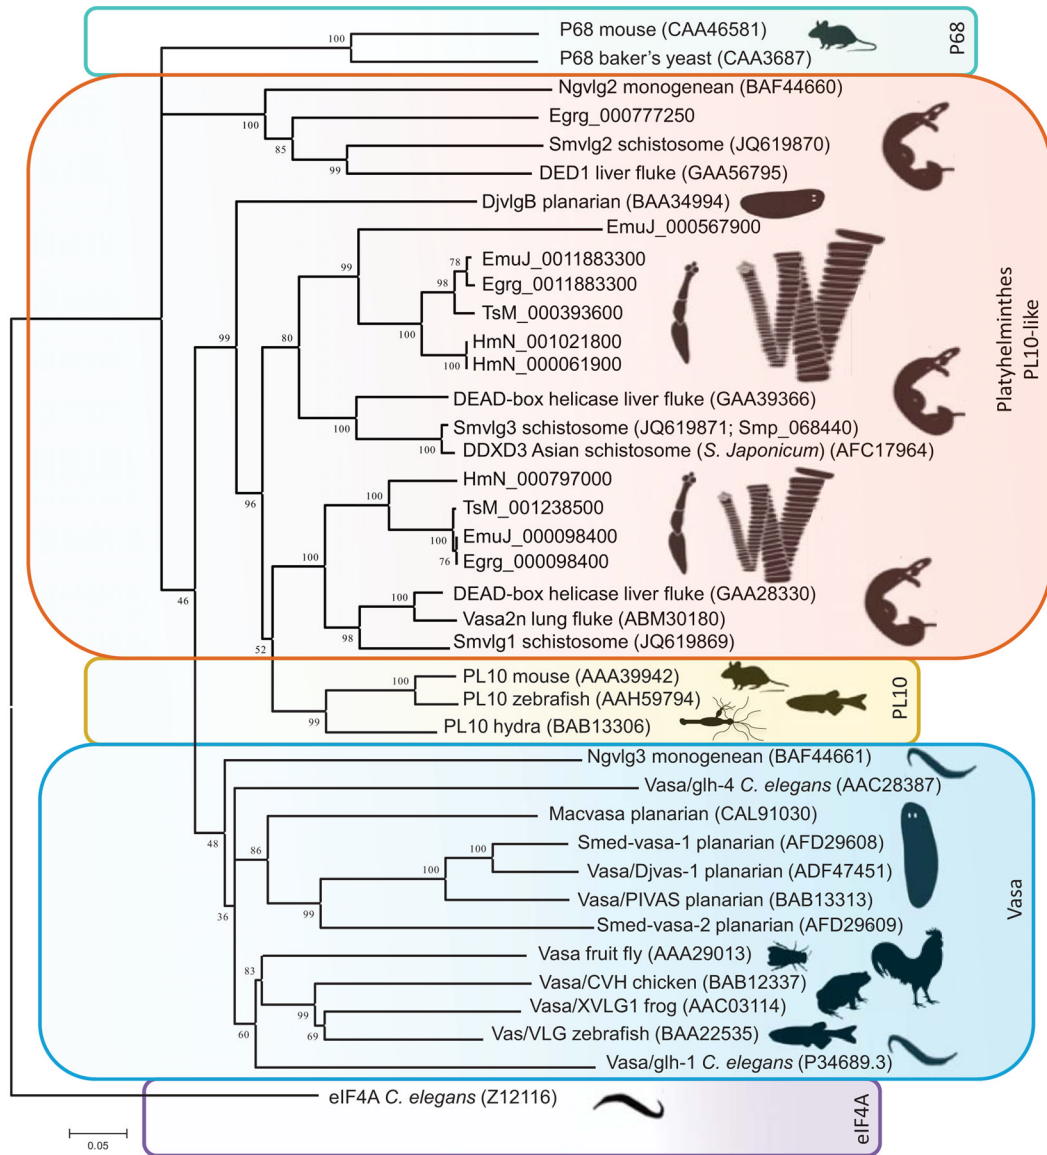 P68 mouse (CAA46581)
100
P68 baker's yeast (CAA3687)
P68
Ngvlg2 monogenean (BAF44660)
100
Egrg_000777250
85
Smvlg2 schistosome (JQ619870)
99
DED1 liver fluke (GAA56795)
DjvlgB planarian (BAA34994)
EmuJ_000567900
99
78
EmuJ_0011883300
98
Egrg_0011883300
TsM_000393600
100
HmN_001021800
100
HmN_000061900
99
80
Platyhelminthes
PL10-like
DEAD-box helicase liver fluke (GAA39366)
100
Smvlg3 schistosome (JQ619871; Smp_068440)
100
DDXD3 Asian schistosome (S. Japonicum) (AFC17964)
HmN_000797000
100
96
TsM_001238500
100
EmuJ_000098400
76
Egrg_000098400
100
DEAD-box helicase liver fluke (GAA28330)
46
100
Vasa2n lung fluke (ABM30180)
98
Smvlg1 schistosome (JQ619869)
52
PL10 mouse (AAA39942)
100
PL10 zebrafish (AAH59794)
99
PL10 hydra (BAB13306)
PL10
Ngvlg3 monogenean (BAF44661)
Vasa/glh-4 C. elegans (AAC28387)
Macvasa planarian (CAL91030)
48
86
Smed-vasa-1 planarian (AFD29608)
100
Vasa/Djvas-1 planarian (ADF47451)
100
Vasa/PIVAS planarian (BAB13313)
99
36
Smed-vasa-2 planarian (AFD29609)
Vasa
Vasa fruit fly (AAA29013)
83
Vasa/CVH chicken (BAB12337)
99
Vasa/XVLG1 frog (AAC03114)
69
60
Vas/VLG zebrafish (BAA22535)
Vasa/glh-1 C. elegans (P34689.3)
eIF4A C. elegans (Z12116)
eIF4A
0.05